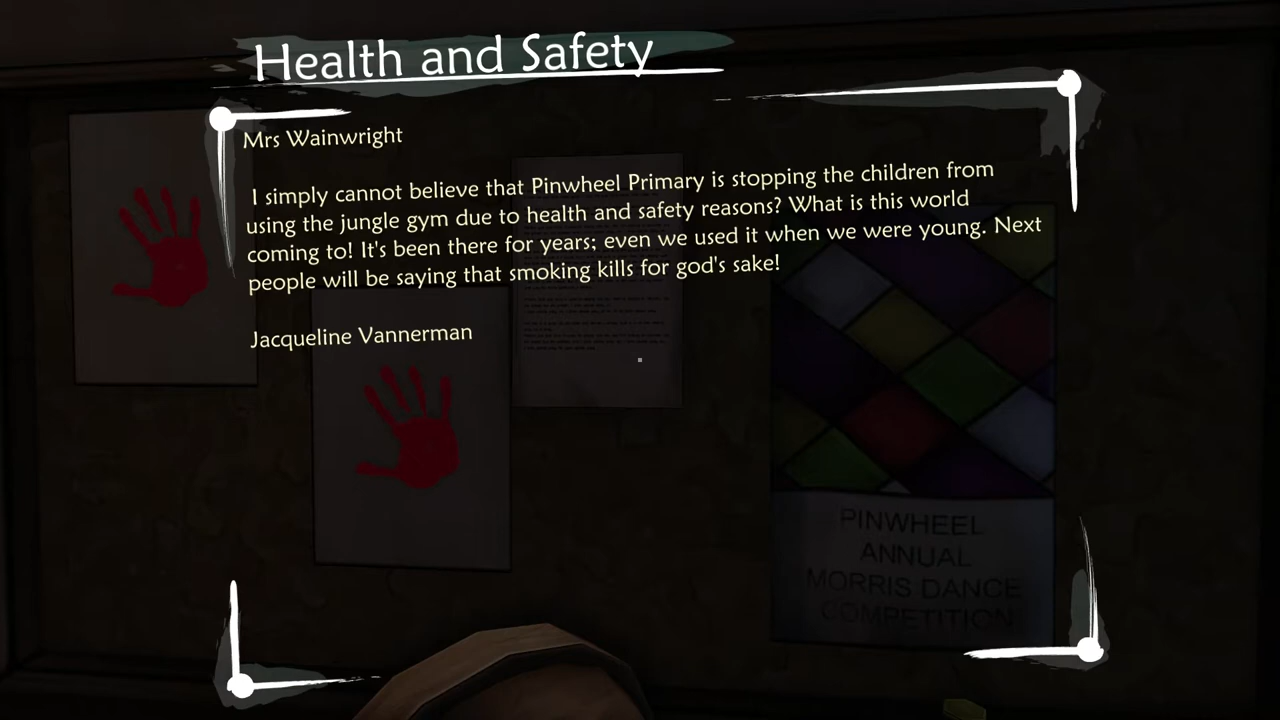 Health and Safety
Mrs Wainwright
I simply cannot believe that Pinwheel Primary is stopping the children from
using the jungle gym due to health and safety reasons? What is this world
coming to! It's been there for years; even we used it when we were young. Next
people will be saying that smoking kills for god's sake!
Jacqueline Vannerman
PINWHEEL
ANNUAL
MORRIS DANCE
COMPETITION